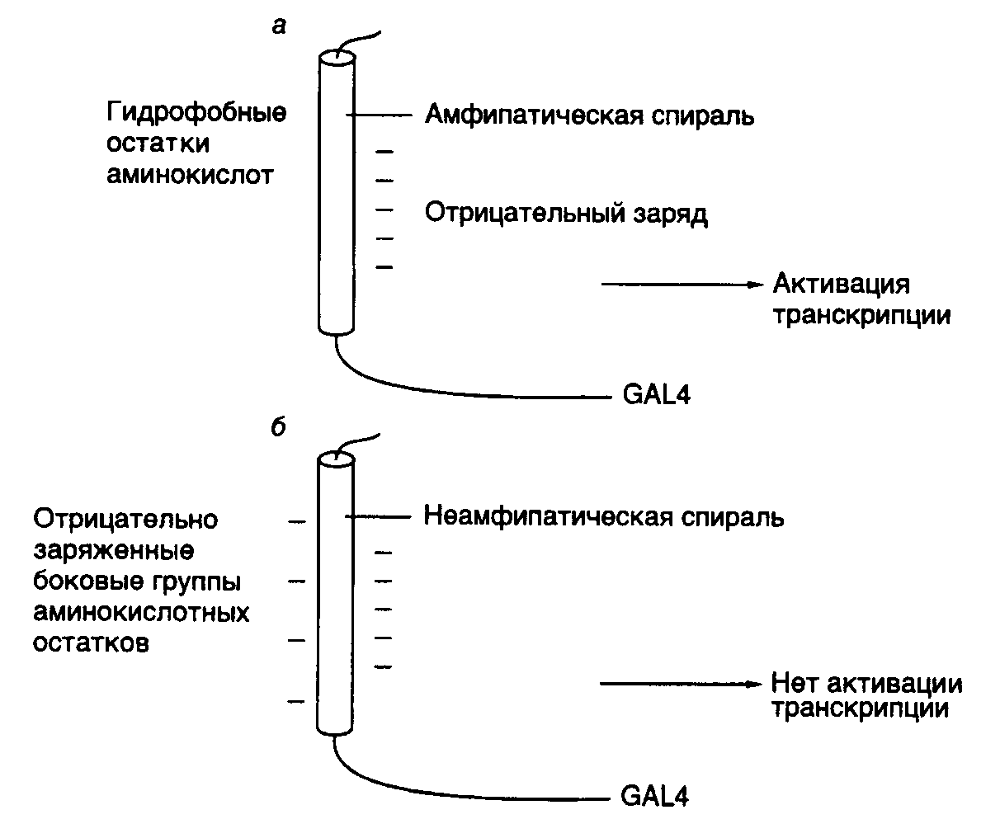 а
Гидрофобные
остатки
аминокислот
Амфипатическая спираль
Отрицательный заряд
Активация
транскрипции
GAL4
б
Отрицательно
заряженные
боковые группы
аминокислотных
остатков
Неамфипатическая спираль
Нет активации
транскрипции
GAL4